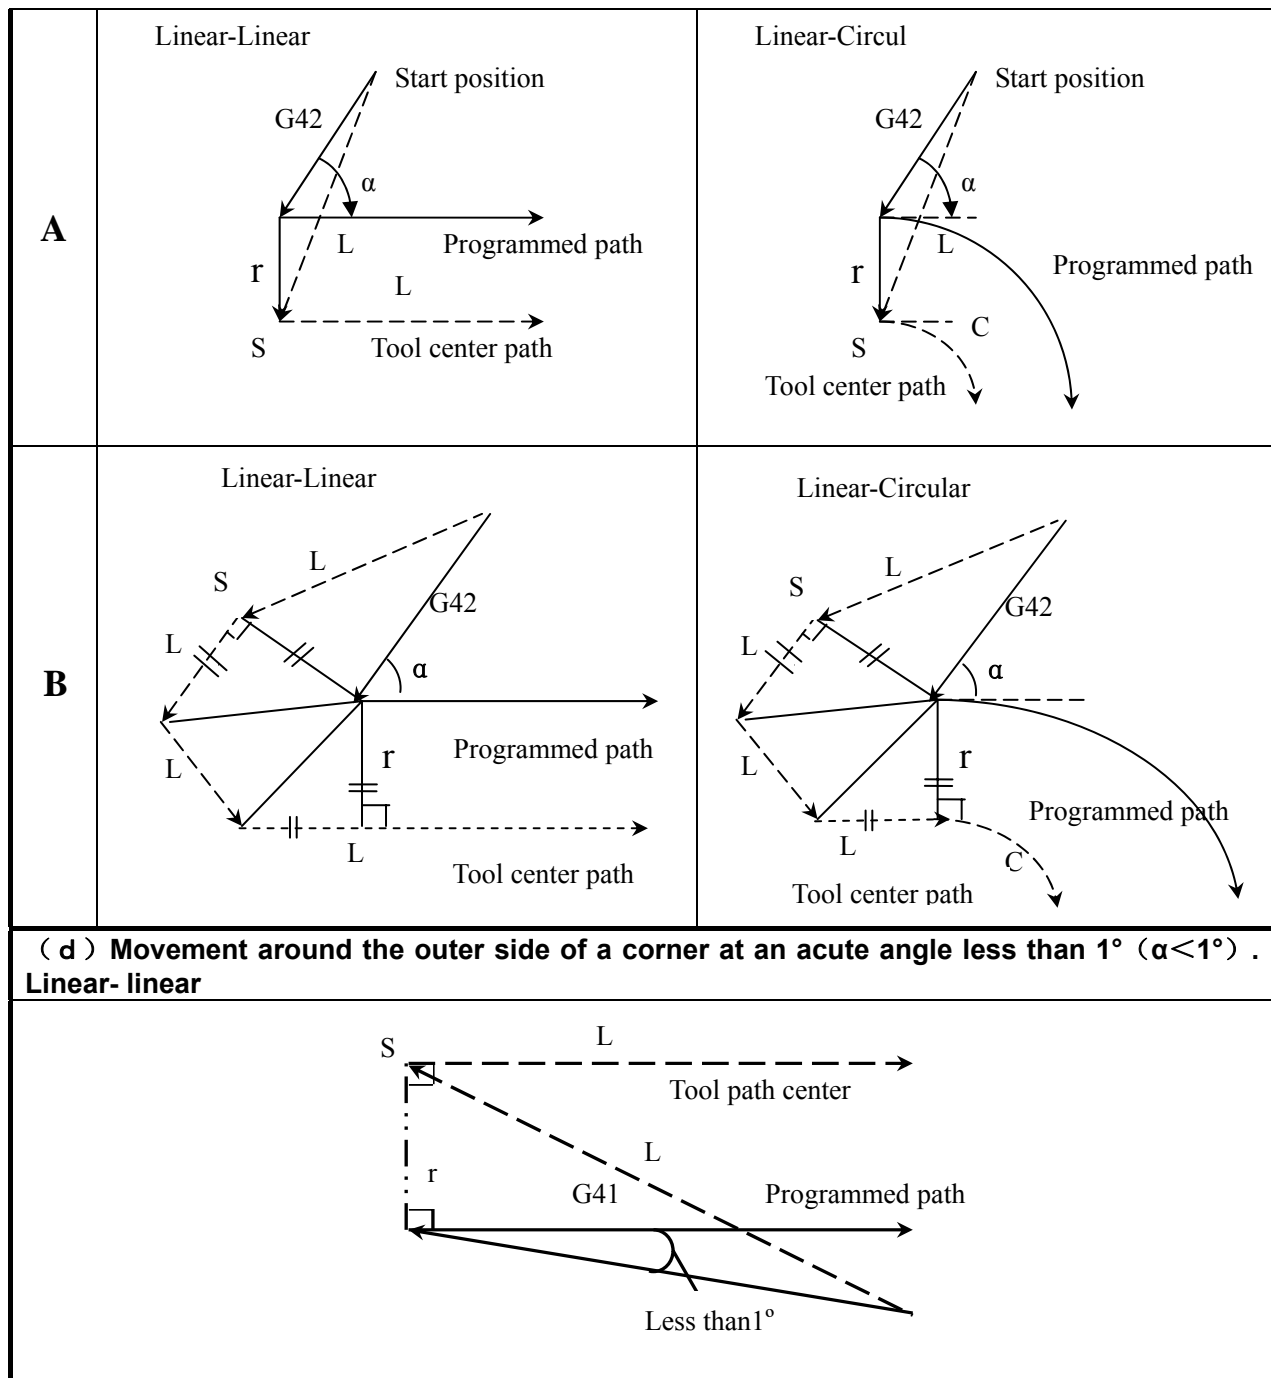 Linear-Linear
Start position
G42
α
A
L
Programmed path
r
L
S
Tool center path
Linear-Circul
Start position
G42
α
L
Programmed path
r
C
S
Tool center path
Linear-Linear
L
S
G42
L
α
B
r
Programmed path
L
L
Tool center path
Linear-Circular
L
S
G42
L
α
r
L
Programmed path
L
C
Tool center path
（d）Movement around the outer side of a corner at an acute angle less than 1°（α＜1°）.
Linear- linear
L
S
Tool path center
L
r
G41
Programmed path
Less than1°